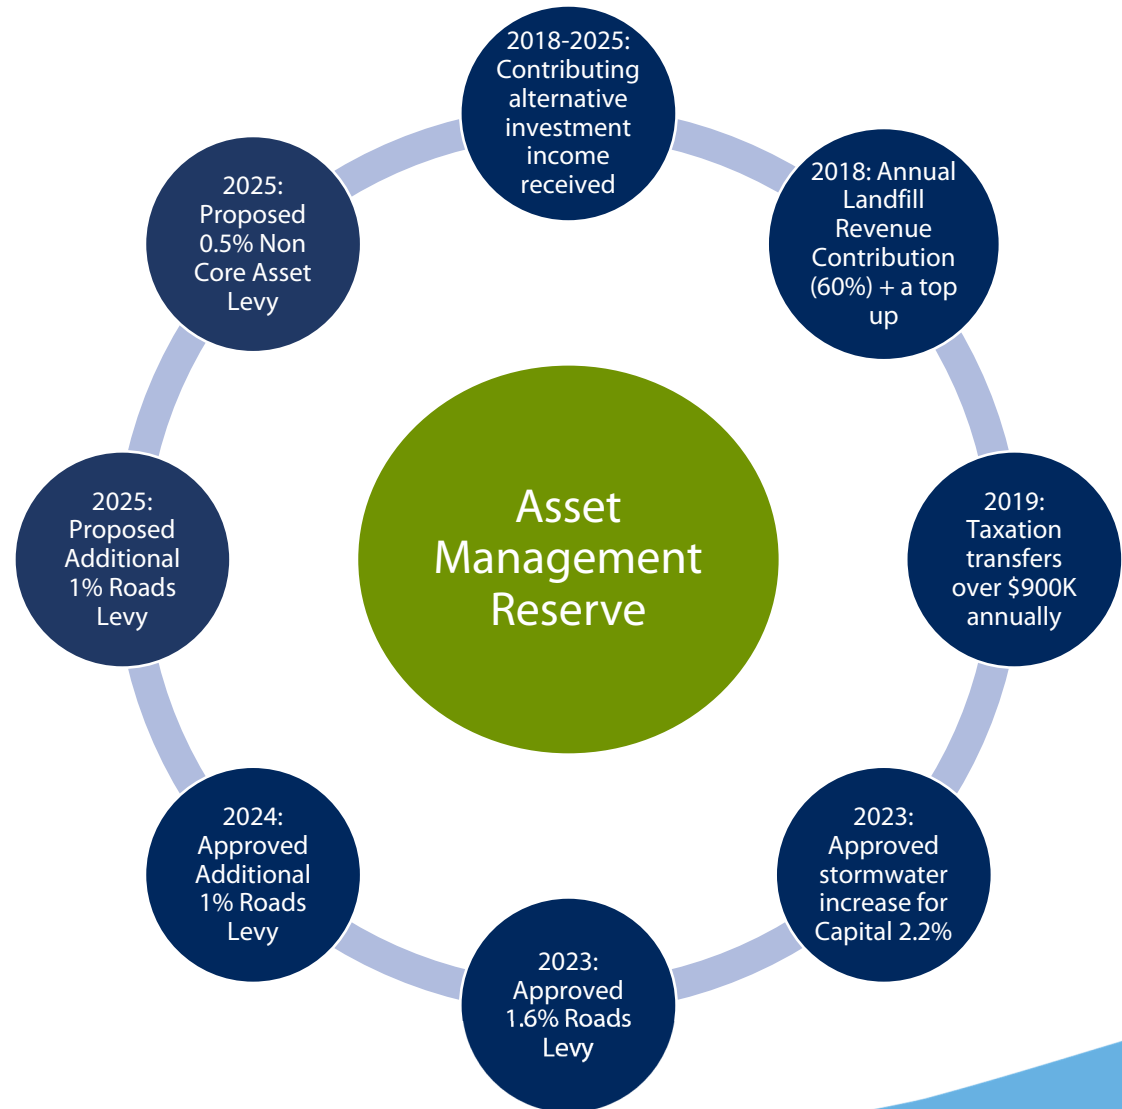 2018-2025:
Contributing
alternative
investment
income
received
2018: Annual
Landfill
Revenue
Contribution
(60%) + a top
up
2019:
Taxation
transfers
over $900K
annually
2023:
Approved
stormwater
increase for
Capital 2.2%
2023:
Approved
1.6% Roads
Levy
2024:
Approved
Additional
1% Roads
Levy
2025:
Proposed
Additional
1% Roads
Levy
2025:
Proposed
0.5% Non
Core Asset
Levy
Asset
Management
Reserve